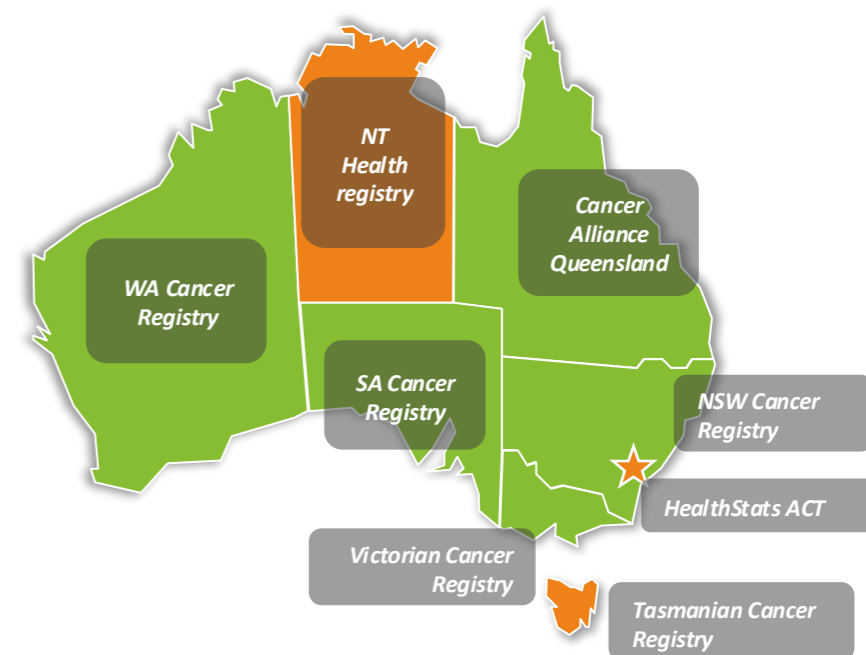 NT
Health
registry
Cancer
Alliance
Queensland
WA Cancer
Registry
SA Cancer
Registry
NSW Cancer
Registry
HealthStats ACT
Victorian Cancer
Registry
Tasmanian Cancer
Registry